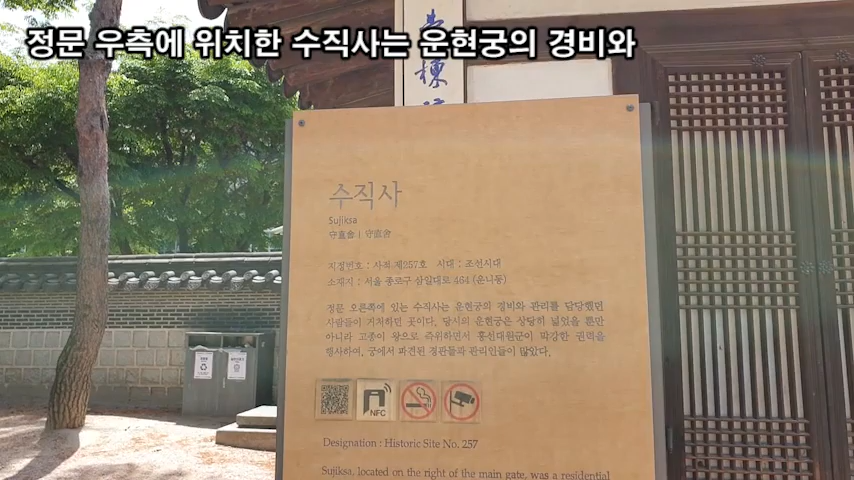 정문 우측에 위치한 수직사는 운현궁의 경비와
수직사
Sujiksa
守直舍 | 守直舍
지정번호 : 사적 제257호 시대 : 조선시대
소재지 : 서울 종로구 삼일대로 464 (운니동)
정문 오른쪽에 있는 수직사는 운현궁의 경비와 관리를 담당했던
사람들이 거처하던 곳이다. 당시의 운현궁은 상당히 넓었을 뿐만
아니라 고종이 왕으로 즉위하면서 흥선대원군이 막강한 권력을
행사하여, 궁에서 파견된 경관들과 관리인들이 많았다.
NFC
Designation : Historic Site No. 257
Sujiksa, located on the right of the main gate, was a residential